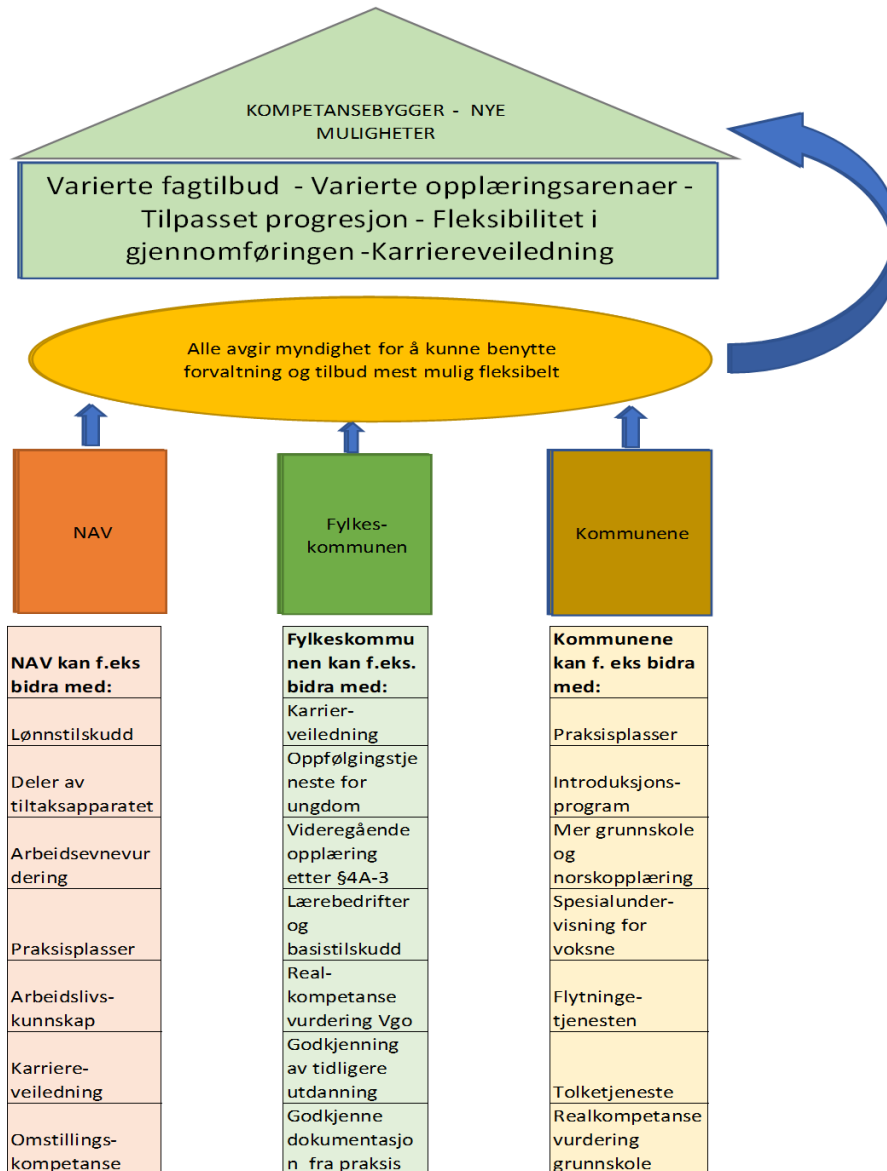 KOMPETANSEBYGGER - NYE
MULIGHETER
Varierte fagtilbud - Varierte opplæringsarenaer -
Tilpasset progresjon - Fleksibilitet i
gjennomføringen -Karriereveiledning
Alle avgir myndighet for å kunne benytte
forvaltning og tilbud mest mulig fleksibelt
NAV
Fylkes-
kommunen
Kommunene
NAV kan f.eks
bidra med:
Lønnstilskudd
Deler av
tiltaksapparatet
Arbeidsevnevur
dering
Praksisplasser
Arbeidslivs-
kunnskap
Karriere-
veiledning
Omstillings-
kompetanse
Fylkeskommu
nen kan f.eks.
bidra med:
Karrier-
veiledning
Oppfølgingstje
neste for
ungdom
Videregående
opplæring
etter §4A-3
Lærebedrifter
og
basistilskudd
Real-
kompetanse
vurdering Vgo
Godkjenning
av tidligere
utdanning
Godkjenne
dokumentasjo
n fra praksis
Kommunene
kan f. eks bidra
med:
Praksisplasser
Introduksjons-
program
Mer grunnskole
og
norskopplæring
Spesialunder-
visning for
voksne
Flytninge-
tjenesten
Tolketjeneste
Realkompetanse
vurdering
grunnskole